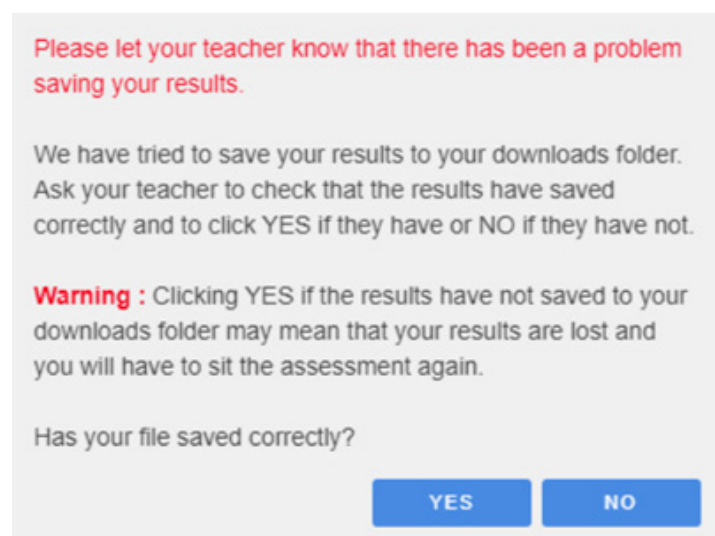 Please let your teacher know that there has been a problem
saving your results.
We have tried to save your results to your downloads folder.
Ask your teacher to check that the results have saved
correctly and to click YES if they have or NO if they have not.
Warning : Clicking YES if the results have not saved to your
downloads folder may mean that your results are lost and
you will have to sit the assessment again.
Has your file saved correctly?
YES NO